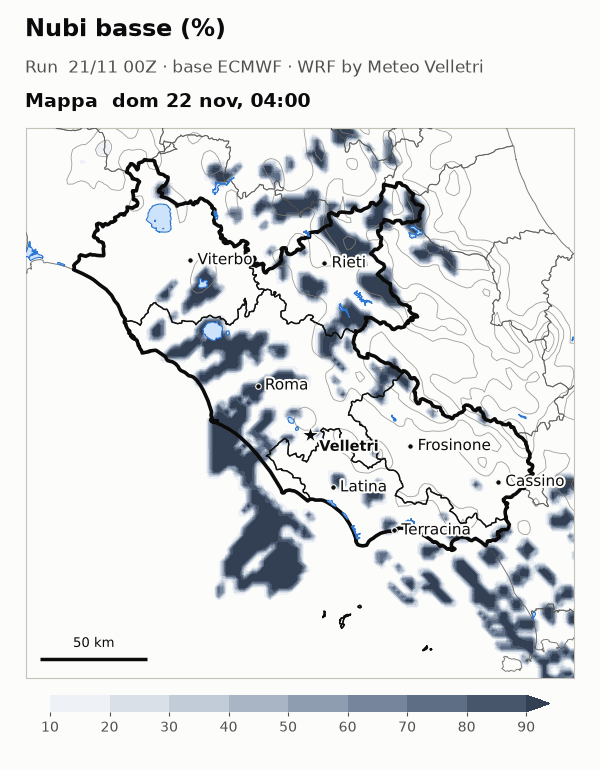 Nubi basse (%)
Run 21/11 00Z · base ECMWF · WRF by Meteo Velletri
Mappa dom 22 nov, 04:00
Viterbo
Rieti
Roma
Velletri
Frosinone
Cassino
Latina
Terracina
50 km
10 20 30 40 50 60 70 80 90